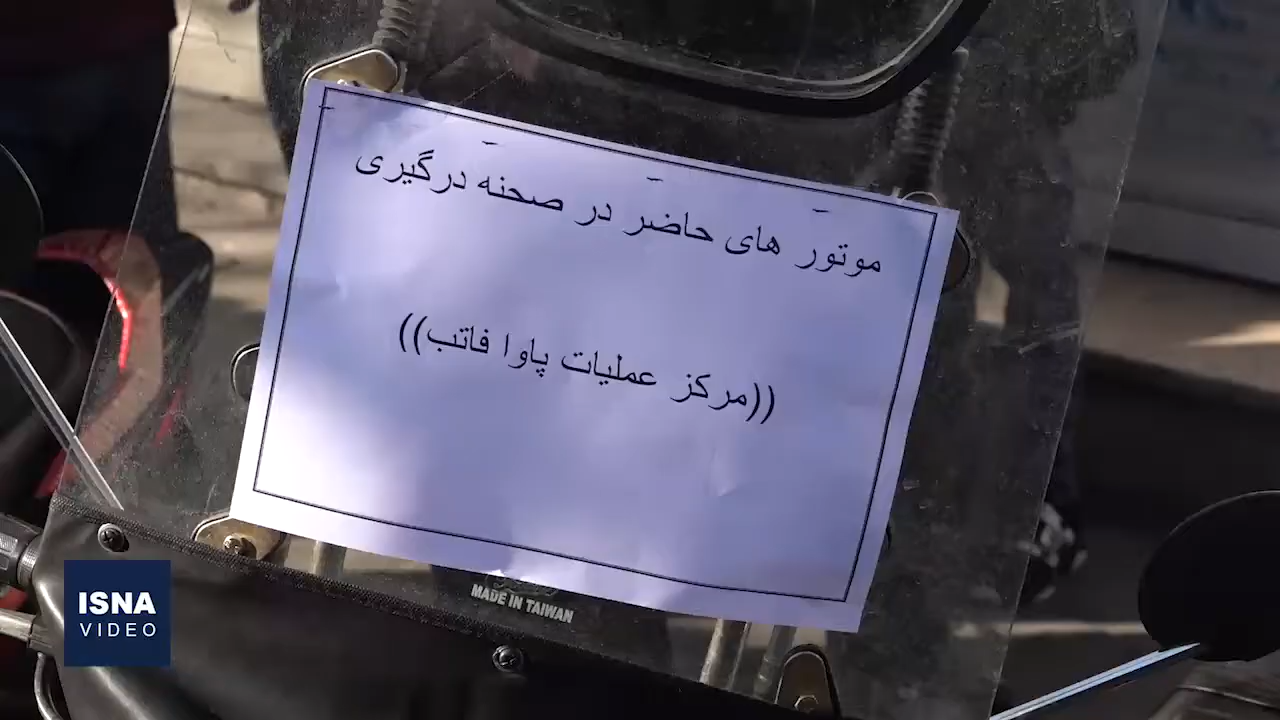 موتور های حاضر در صحنه درگیری
((مرکز عملیات پاوا فاتب))
MADE IN TAIWAN
ISNA
VIDEO